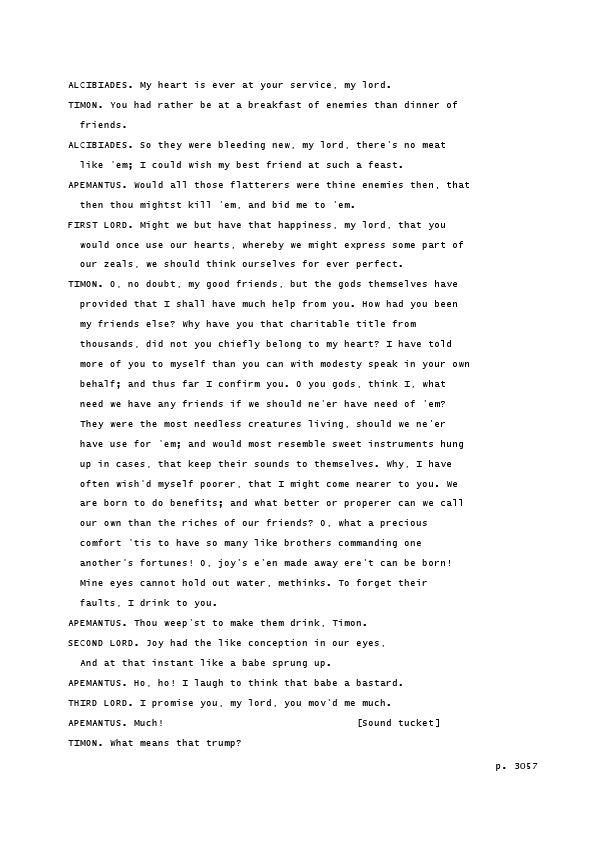 ALCIBIADES. My heart is ever at your service, my lord.
TIMON. You had rather be at a breakfast of enemies than dinner of
friends.
ALCIBIADES. So they were bleeding new, my lord, there's no meat
like 'em; I could wish my best friend at such a feast.
APEMANTUS. Would all those flatterers were thine enemies then, that
then thou mightst kill 'em, and bid me to 'em.
FIRST LORD. Might we but have that happiness, my lord, that you
would once use our hearts, whereby we might express some part of
our zeals, we should think ourselves for ever perfect.
TIMON. O, no doubt, my good friends, but the gods themselves have
provided that I shall have much help from you. How had you been
my friends else? Why have you that charitable title from
thousands, did not you chiefly belong to my heart? I have told
more of you to myself than you can with modesty speak in your own
behalf; and thus far I confirm you. O you gods, think I, what
need we have any friends if we should ne'er have need of 'em?
They were the most needless creatures living, should we ne'er
have use for 'em; and would most resemble sweet instruments hung
up in cases, that keep their sounds to themselves. Why, I have
often wish'd myself poorer, that I might come nearer to you. We
are born to do benefits; and what better or properer can we call
our own than the riches of our friends? O, what a precious
comfort 'tis to have so many like brothers commanding one
another's fortunes! O, joy's e'en made away ere't can be born!
Mine eyes cannot hold out water, methinks. To forget their
faults, I drink to you.
APEMANTUS. Thou weep'st to make them drink, Timon.
SECOND LORD. Joy had the like conception in our eyes,
And at that instant like a babe sprung up.
APEMANTUS. Ho, ho! I laugh to think that babe a bastard.
THIRD LORD. I promise you, my lord, you mov'd me much.
APEMANTUS. Much! [Sound tucket]
TIMON. What means that trump?
p. 3057